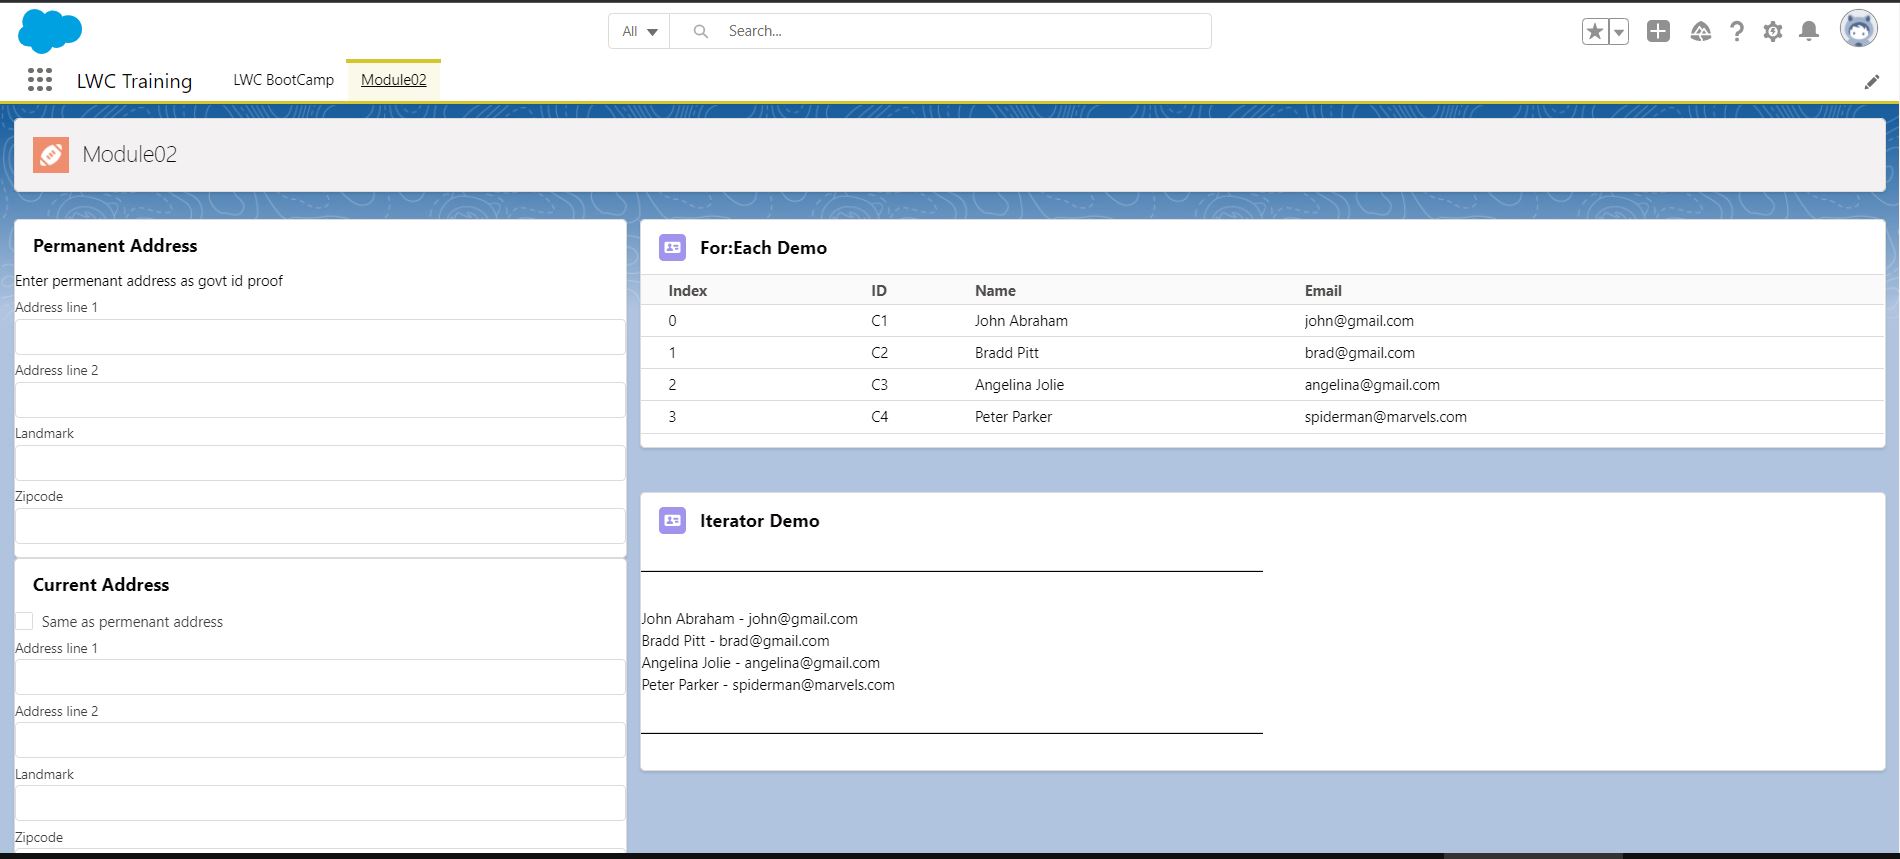 All
Search...
LWC Training
LWC BootCamp
Module02
Module02
Permanent Address
Enter permenant address as govt id proof
Address line 1
Address line 2
Landmark
Zipcode
Current Address
Same as permenant address
Address line 1
Address line 2
Landmark
Zipcode
For:Each Demo
Index ID Name Email
0 C1 John Abraham john@gmail.com
1 C2 Bradd Pitt brad@gmail.com
2 C3 Angelina Jolie angelina@gmail.com
3 C4 Peter Parker spiderman@marvels.com
Iterator Demo
John Abraham - john@gmail.com
Bradd Pitt - brad@gmail.com
Angelina Jolie - angelina@gmail.com
Peter Parker - spiderman@marvels.com